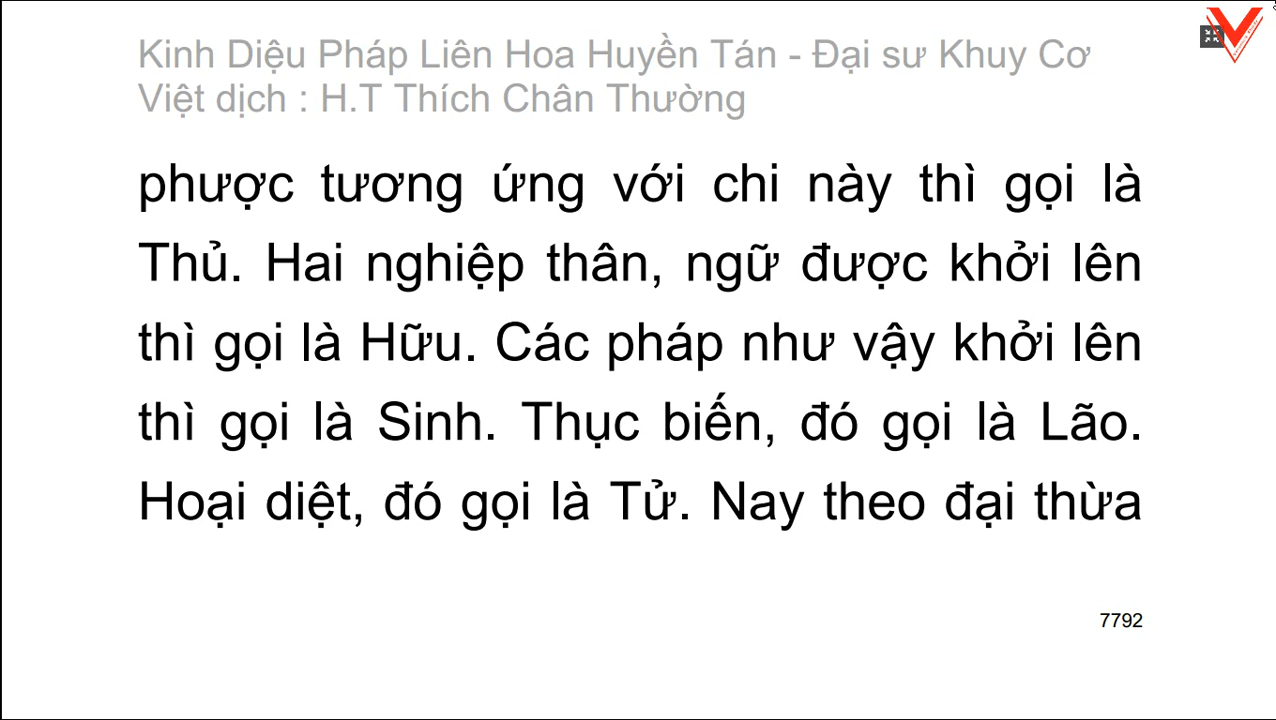 Kinh Diệu Pháp Liên Hoa Huyền Tán - Đại sư Khuy Cơ
Việt dịch : H.T Thích Chân Thường
phược tương ứng với chi này thì gọi là
Thủ. Hai nghiệp thân, ngữ được khởi lên
thì gọi là Hữu. Các pháp như vậy khởi lên
thì gọi là Sinh. Thục biến, đó gọi là Lão.
Hoại diệt, đó gọi là Tử. Nay theo đại thừa
7792